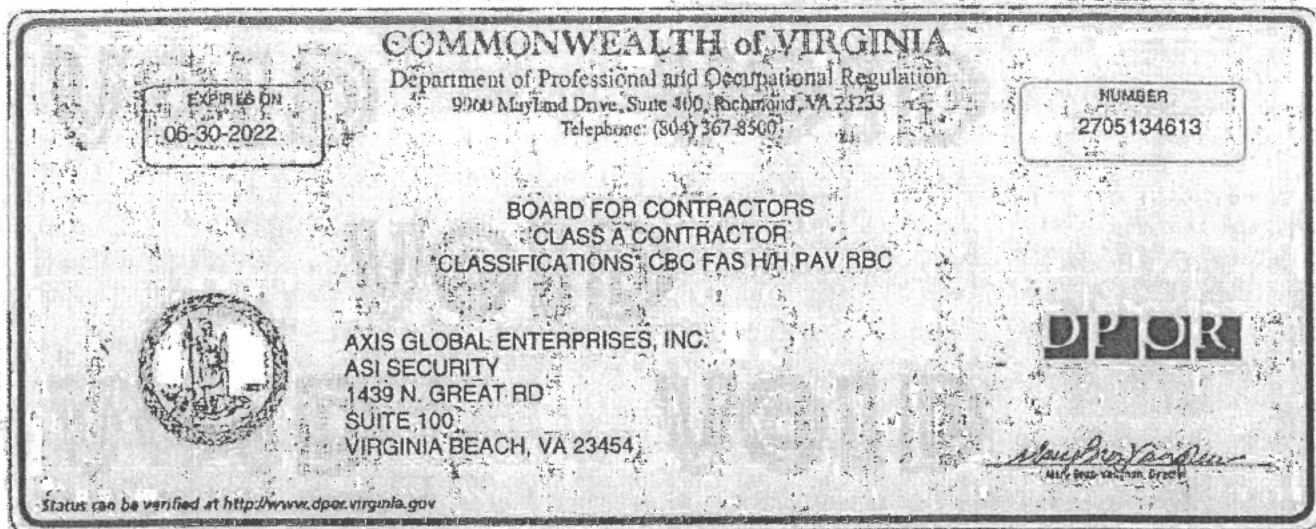 COMMONWEALTH of VIRGINIA
Department of Professional and Occupational Regulation
9960 Mayland Drive, Suite 400, Richmond, VA 23233
Telephone: (804) 367-8500
EXPIRES ON
06-30-2022
NUMBER
2705134613
BOARD FOR CONTRACTORS
CLASS A CONTRACTOR
*CLASSIFICATIONS* CBC FAS H/H PAV RBC
AXIS GLOBAL ENTERPRISES, INC.
ASI SECURITY
1439 N. GREAT RD
SUITE 100
VIRGINIA BEACH, VA 23454
DPOR
VOID
VOID
Director
Status can be verified at http://www.dpor.virginia.gov